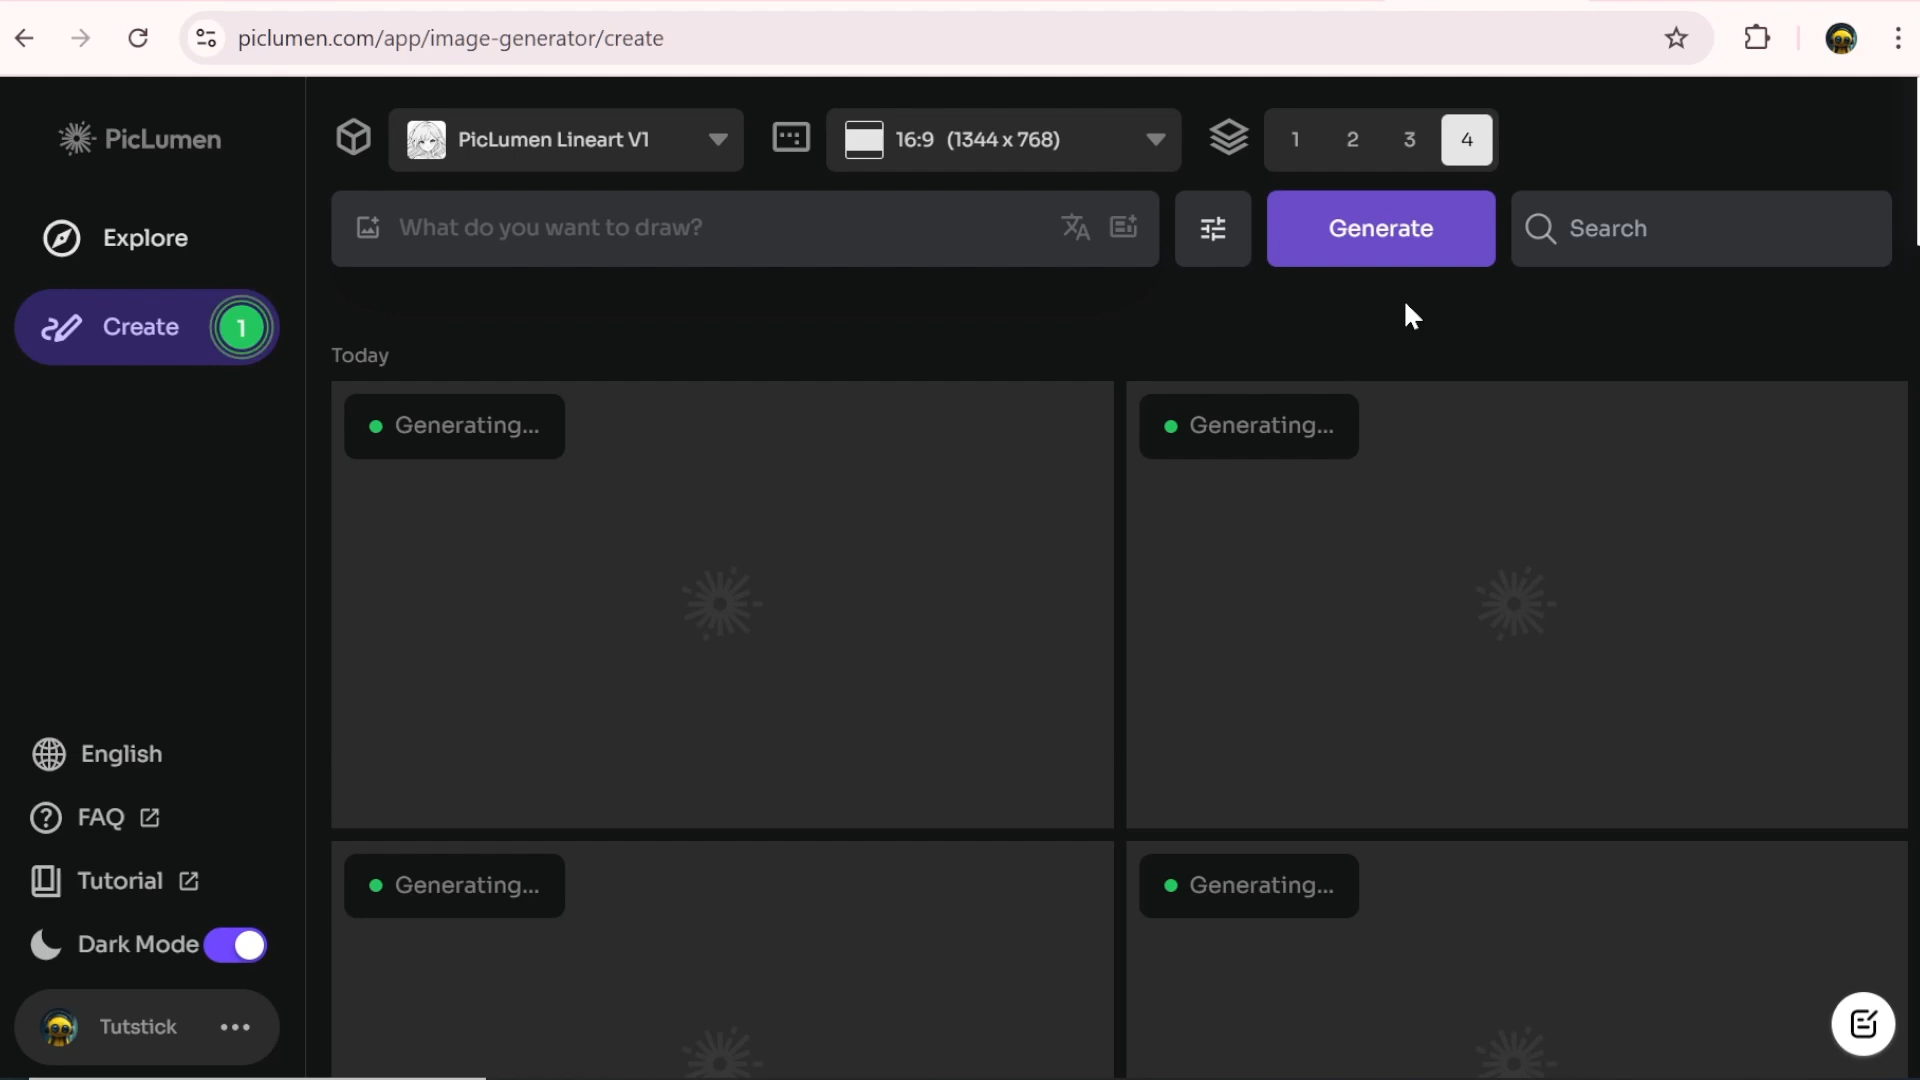 piclumen.com/app/image-generator/create
PicLumen
PicLumen Lineart V1
16:9 (1344 x 768)
1 2 3 4
What do you want to draw?
Generate
Search
Explore
Create 1
Today
Generating...
Generating...
Generating...
Generating...
English
FAQ
Tutorial
Dark Mode
Tutstick